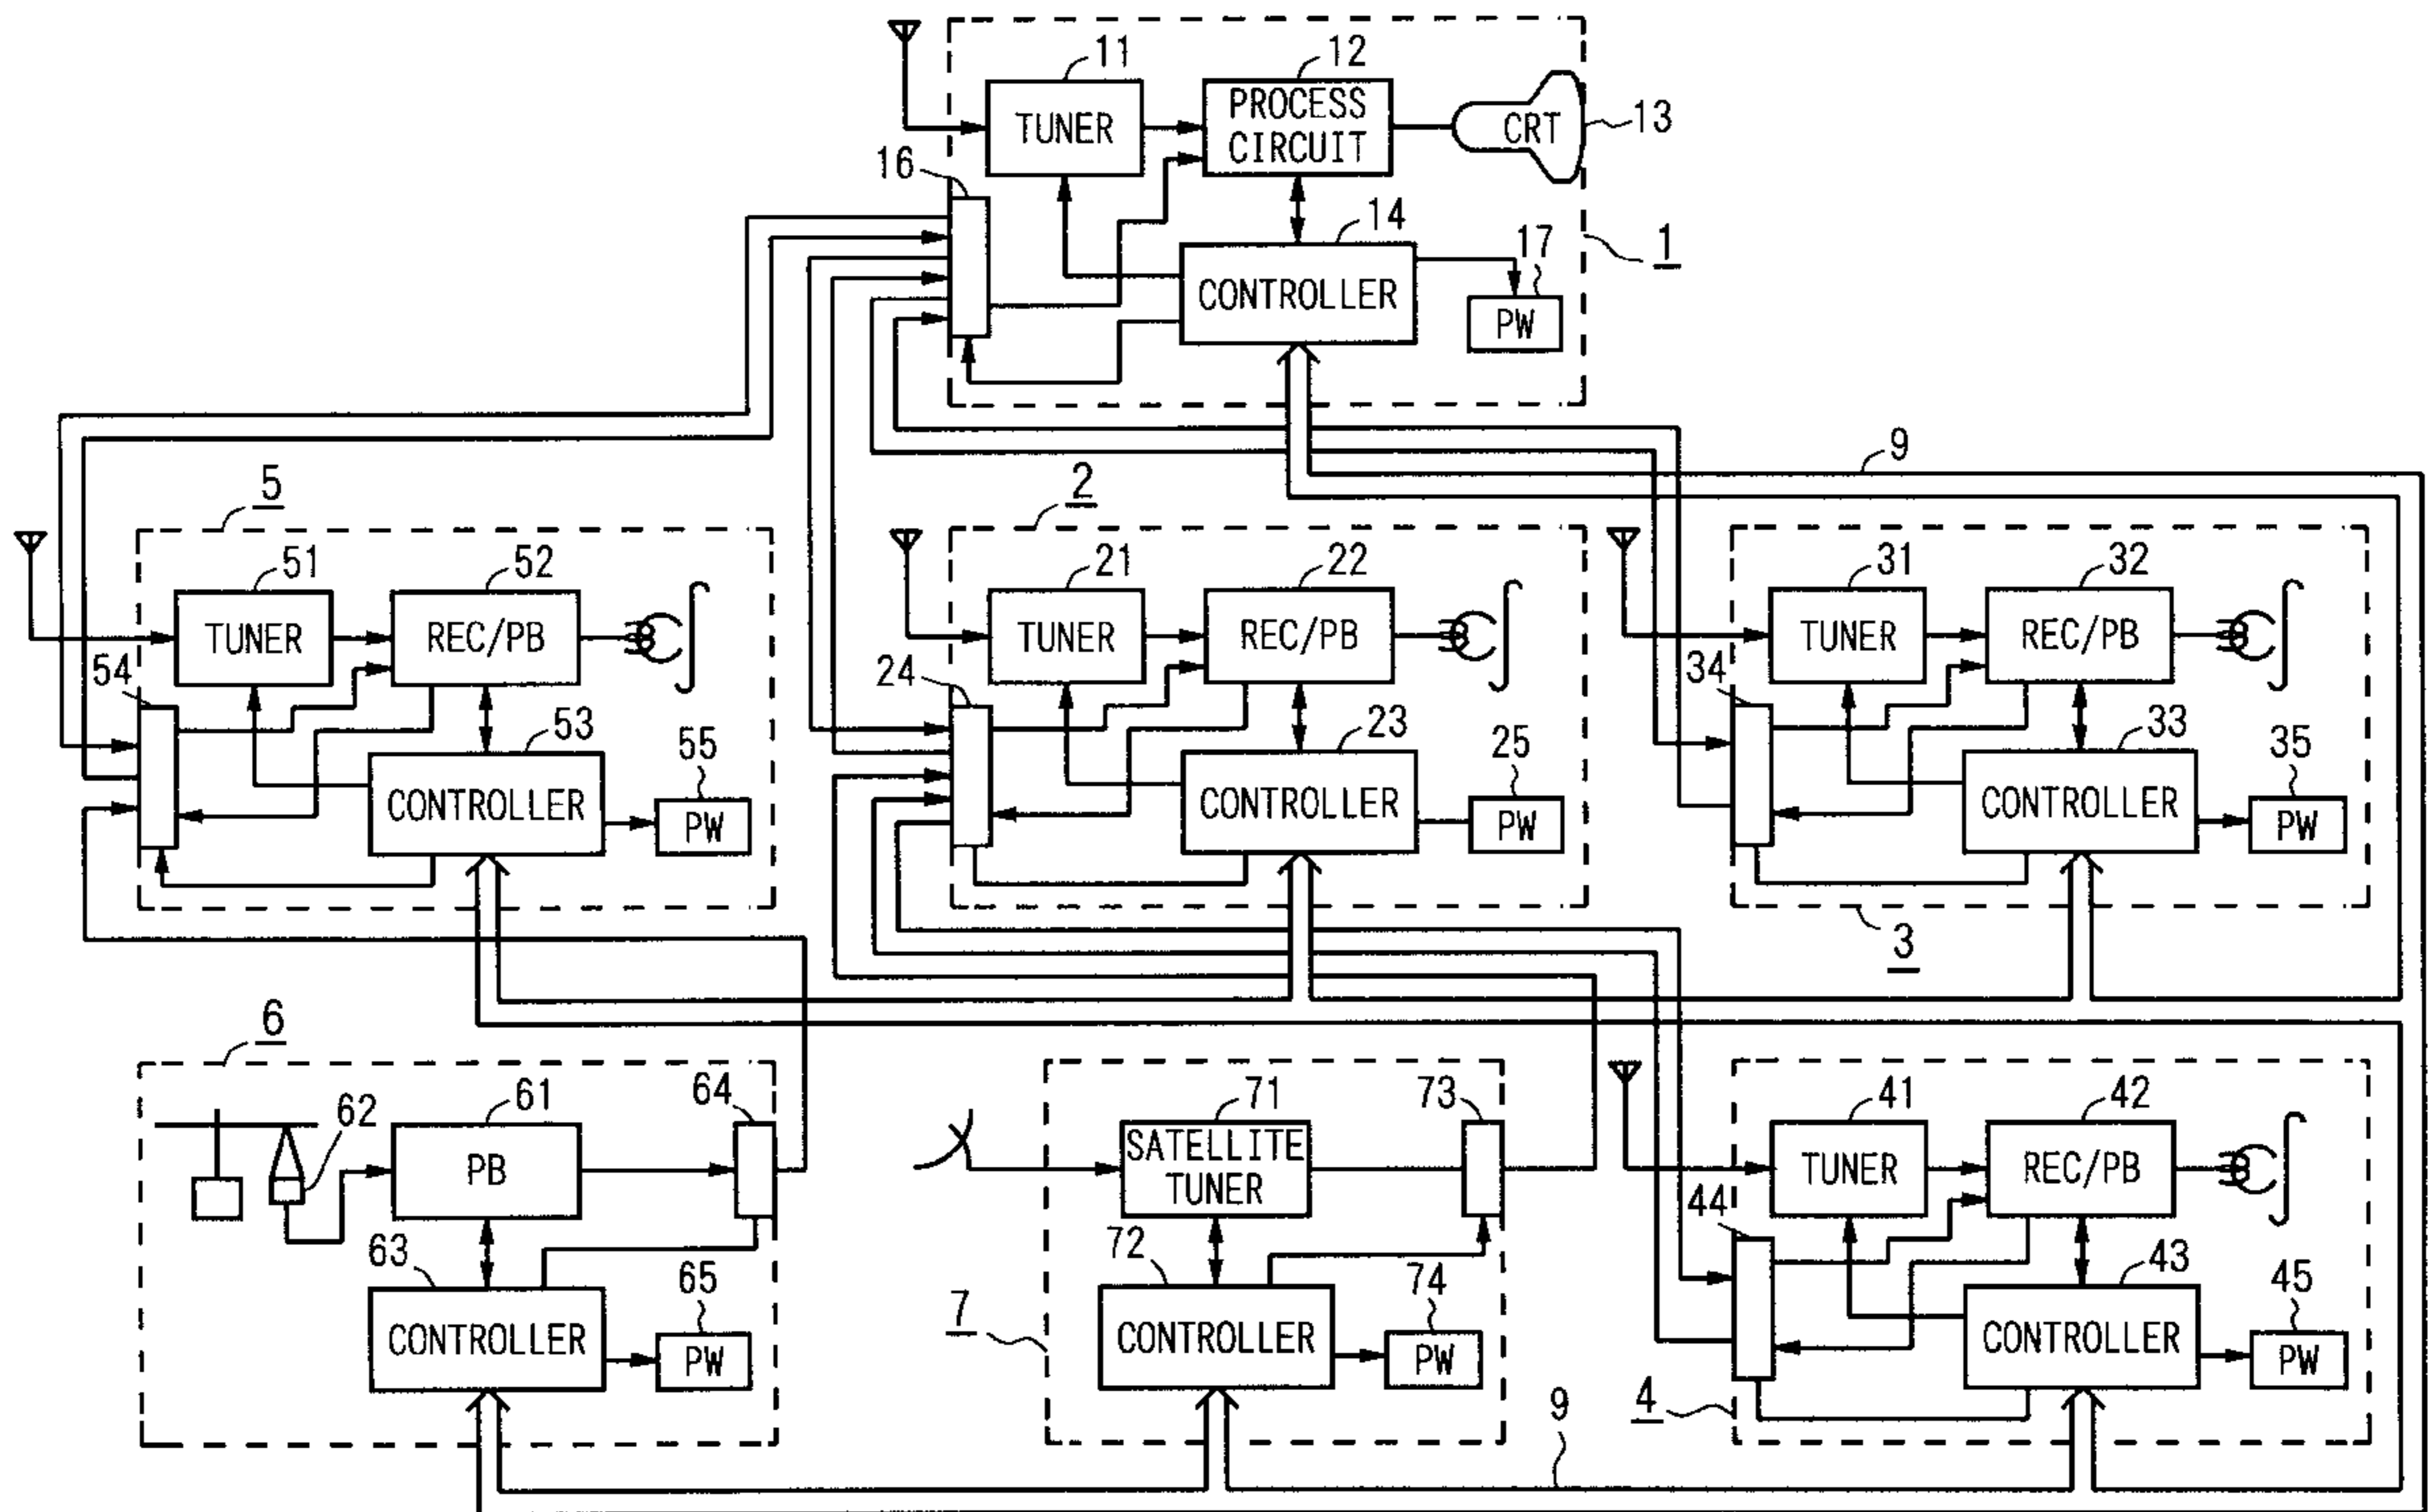 11
12
TUNER
PROCESS
CIRCUIT
CRT
13
16
14
17
CONTROLLER
PW
1
9
5
51
52
TUNER
REC/PB
54
53
55
CONTROLLER
PW
2
21
22
TUNER
REC/PB
24
23
25
CONTROLLER
PW
31
32
TUNER
REC/PB
34
33
35
CONTROLLER
PW
3
6
62
61
64
PB
63
65
CONTROLLER
PW
71
73
SATELLITE
TUNER
72
74
7
CONTROLLER
PW
41
42
TUNER
REC/PB
44
43
45
CONTROLLER
PW
4
9